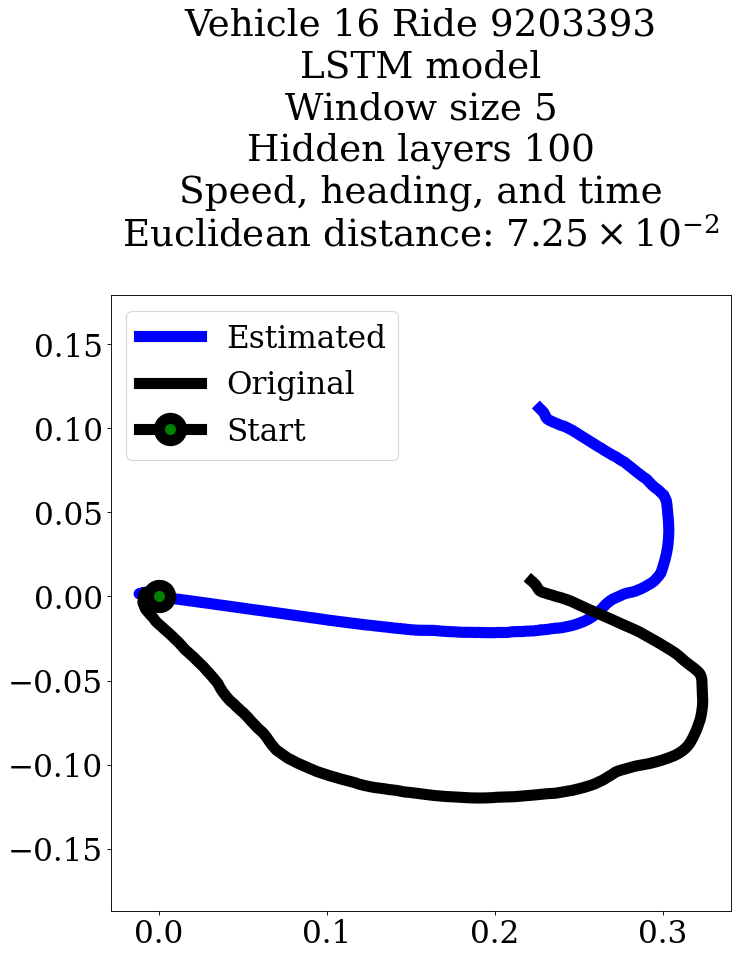 Vehicle 16 Ride 9203393
LSTM model
Window size 5
Hidden layers 100
Speed, heading, and time
Euclidean distance: 7.25 × 10⁻²
Estimated
Original
Start
0.15
0.10
0.05
0.00
−0.05
−0.10
−0.15
0.0 0.1 0.2 0.3